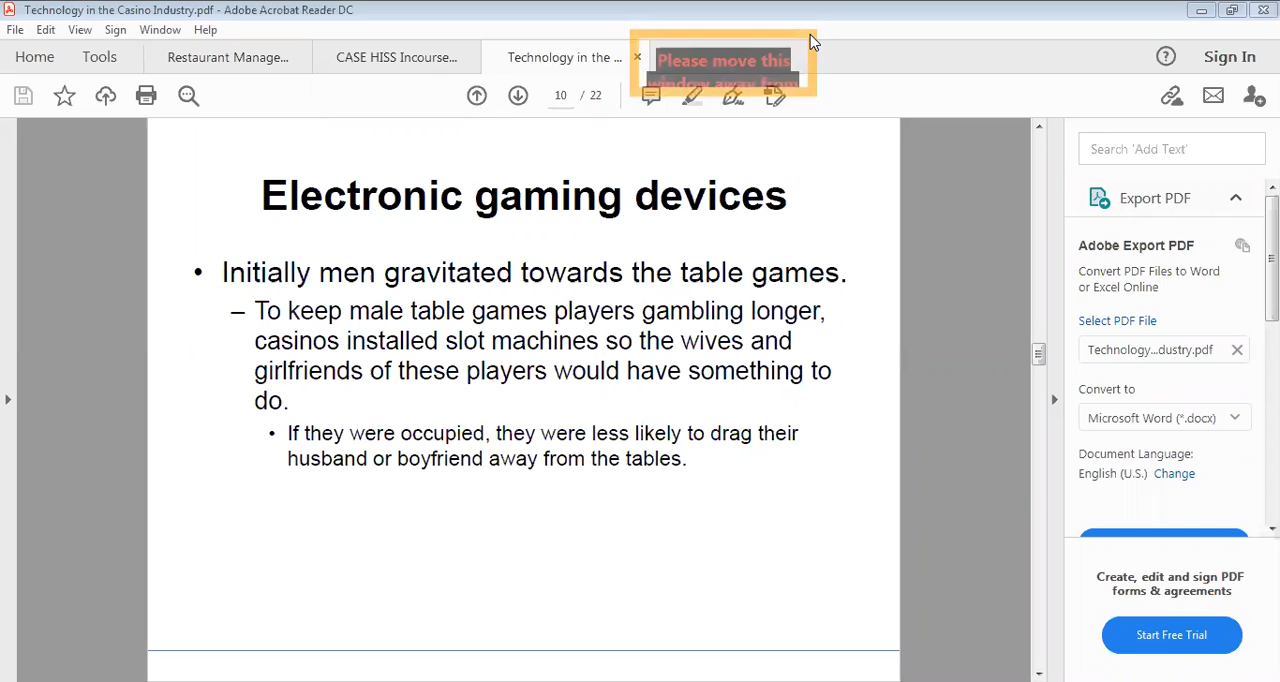 Technology in the Casino Industry.pdf - Adobe Acrobat Reader DC
File Edit View Sign Window Help
Home Tools Restaurant Manage... CASE HISS Incourse... Technology in the ... × Please move this Sign In
window away from
10 / 22
Electronic gaming devices
• Initially men gravitated towards the table games.
– To keep male table games players gambling longer,
casinos installed slot machines so the wives and
girlfriends of these players would have something to
do.
• If they were occupied, they were less likely to drag their
husband or boyfriend away from the tables.
Search 'Add Text'
Export PDF
Adobe Export PDF
Convert PDF Files to Word
or Excel Online
Select PDF File
Technology...dustry.pdf
Convert to
Microsoft Word (*.docx)
Document Language:
English (U.S.) Change
Create, edit and sign PDF
forms & agreements
Start Free Trial